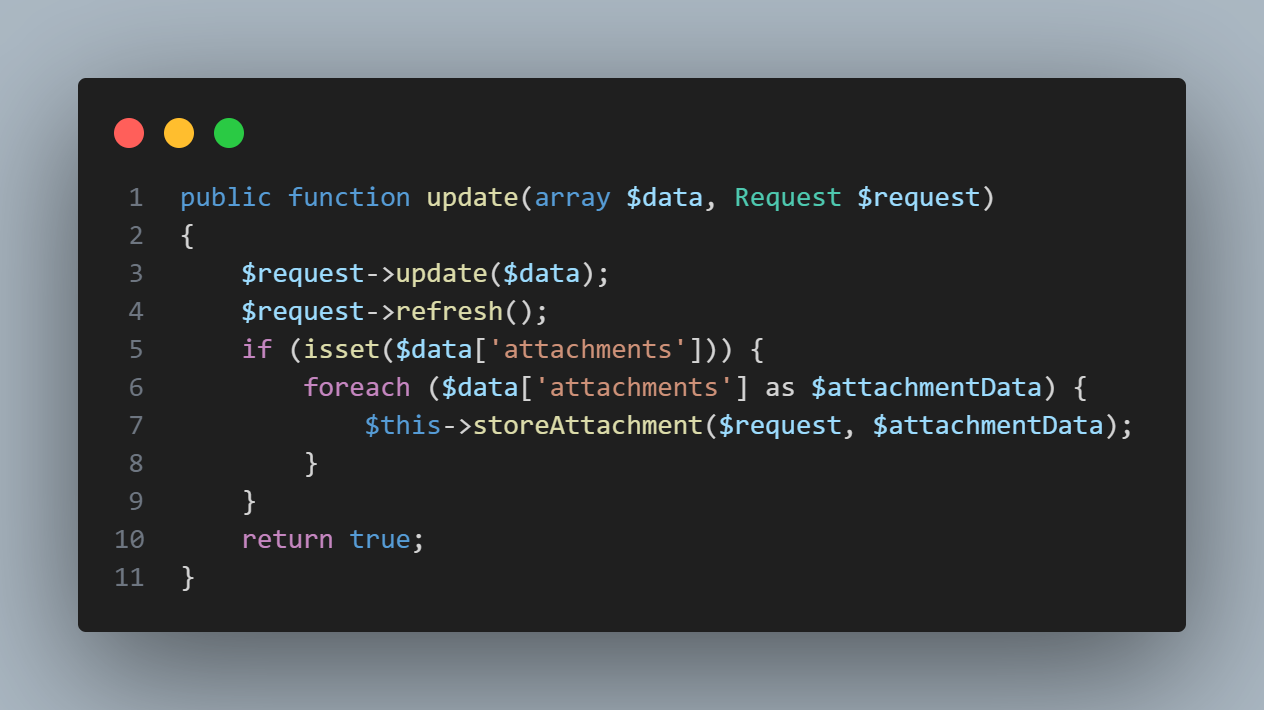 1 public function update(array $data, Request $request)
2 {
3     $request->update($data);
4     $request->refresh();
5     if (isset($data['attachments'])) {
6         foreach ($data['attachments'] as $attachmentData) {
7             $this->storeAttachment($request, $attachmentData);
8         }
9     }
10     return true;
11 }